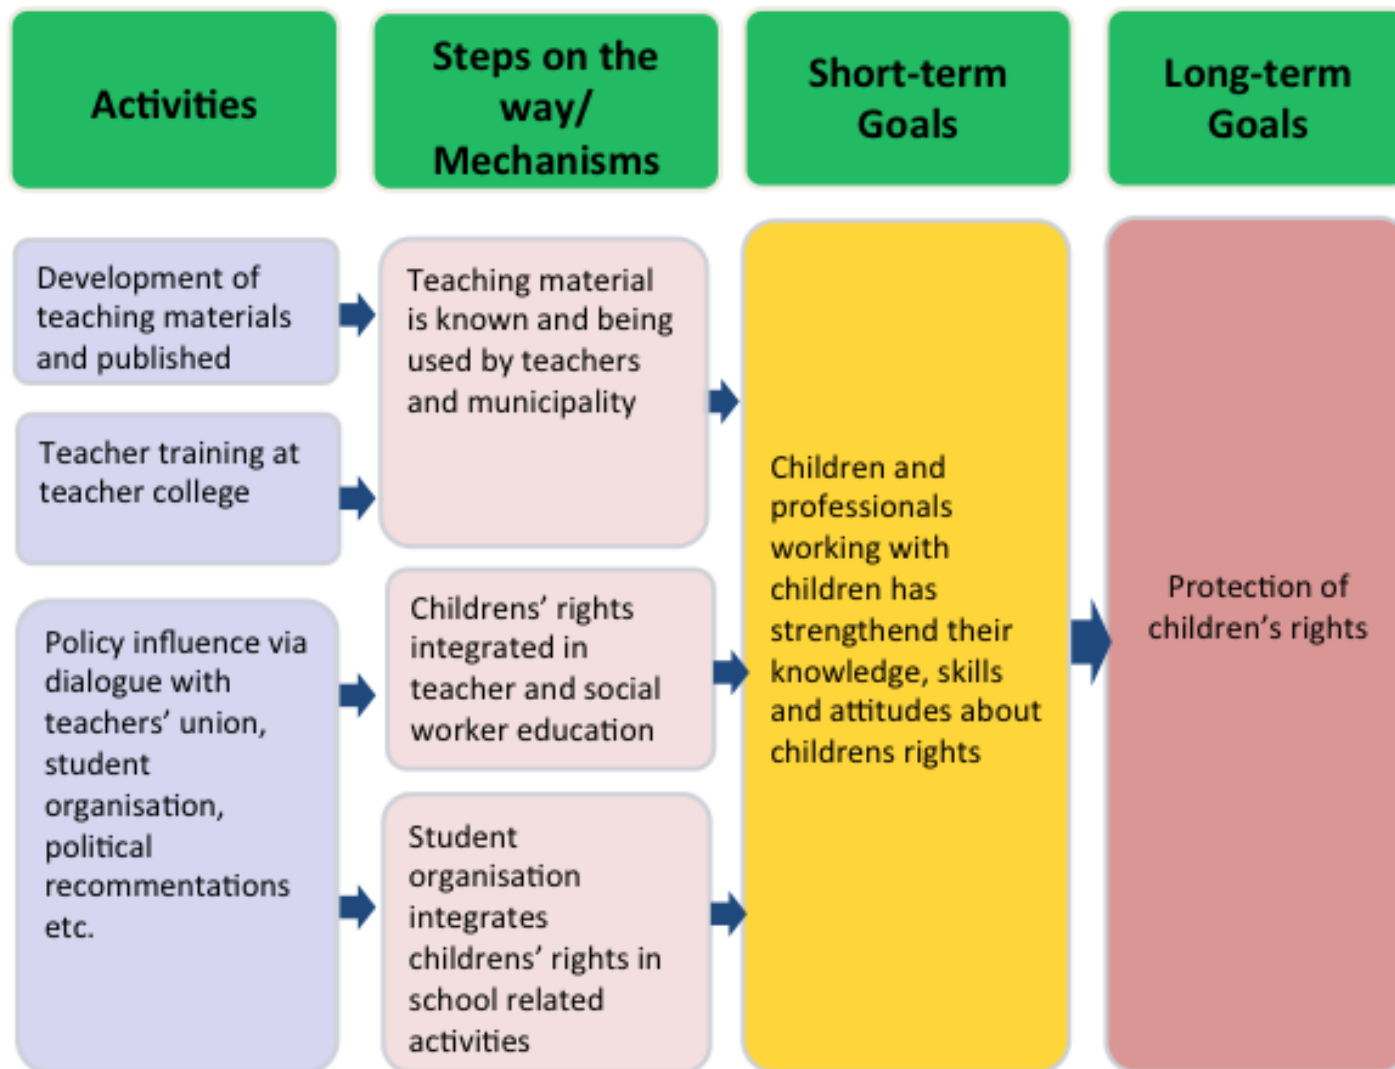 Activities
Steps on the
way/
Mechanisms
Short-term
Goals
Long-term
Goals
Development of
teaching materials
and published
Teacher training at
teacher college
Policy influence via
dialogue with
teachers’ union,
student
organisation,
political
recommentations
etc.
Teaching material
is known and being
used by teachers
and municipality
Childrens’ rights
integrated in
teacher and social
worker education
Student
organisation
integrates
childrens’ rights in
school related
activities
Children and
professionals
working with
children has
strengthend their
knowledge, skills
and attitudes about
childrens rights
Protection of
children’s rights